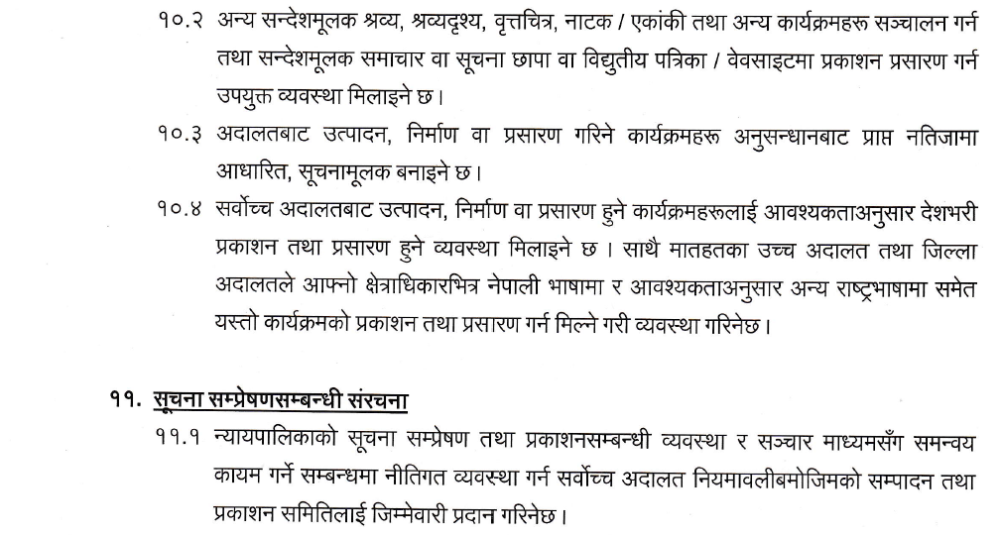 १०.२ अन्य सन्देशमूलक श्रव्य, श्रव्यदृश्य, वृत्तचित्र, नाटक / एकांकी तथा अन्य कार्यक्रमहरू सञ्चालन गर्न
तथा सन्देशमूलक समाचार वा सूचना छापा वा विद्युतीय पत्रिका / वेवसाइटमा प्रकाशन प्रसारण गर्न
उपयुक्त व्यवस्था मिलाइने छ।
१०.३ अदालतबाट उत्पादन, निर्माण वा प्रसारण गरिने कार्यक्रमहरू अनुसन्धानबाट प्राप्त नतिजामा
आधारित, सूचनामूलक बनाइने छ।
१०.४ सर्वोच्च अदालतबाट उत्पादन, निर्माण वा प्रसारण हुने कार्यक्रमहरूलाई आवश्यकताअनुसार देशभरी
प्रकाशन तथा प्रसारण हुने व्यवस्था मिलाइने छ । साथै मातहतका उच्च अदालत तथा जिल्ला
अदालतले आफ्नो क्षेत्राधिकारभित्र नेपाली भाषामा र आवश्यकताअनुसार अन्य राष्ट्रभाषामा समेत
यस्तो कार्यक्रमको प्रकाशन तथा प्रसारण गर्न मिल्ने गरी व्यवस्था गरिनेछ।
११. सूचना सम्प्रेषणसम्बन्धी संरचना
११.१ न्यायपालिकाको सूचना सम्प्रेषण तथा प्रकाशनसम्बन्धी व्यवस्था र सञ्चार माध्यमसँग समन्वय
कायम गर्ने सम्बन्धमा नीतिगत व्यवस्था गर्न सर्वोच्च अदालत नियमावलीबमोजिमको सम्पादन तथा
प्रकाशन समितिलाई जिम्मेवारी प्रदान गरिनेछ।